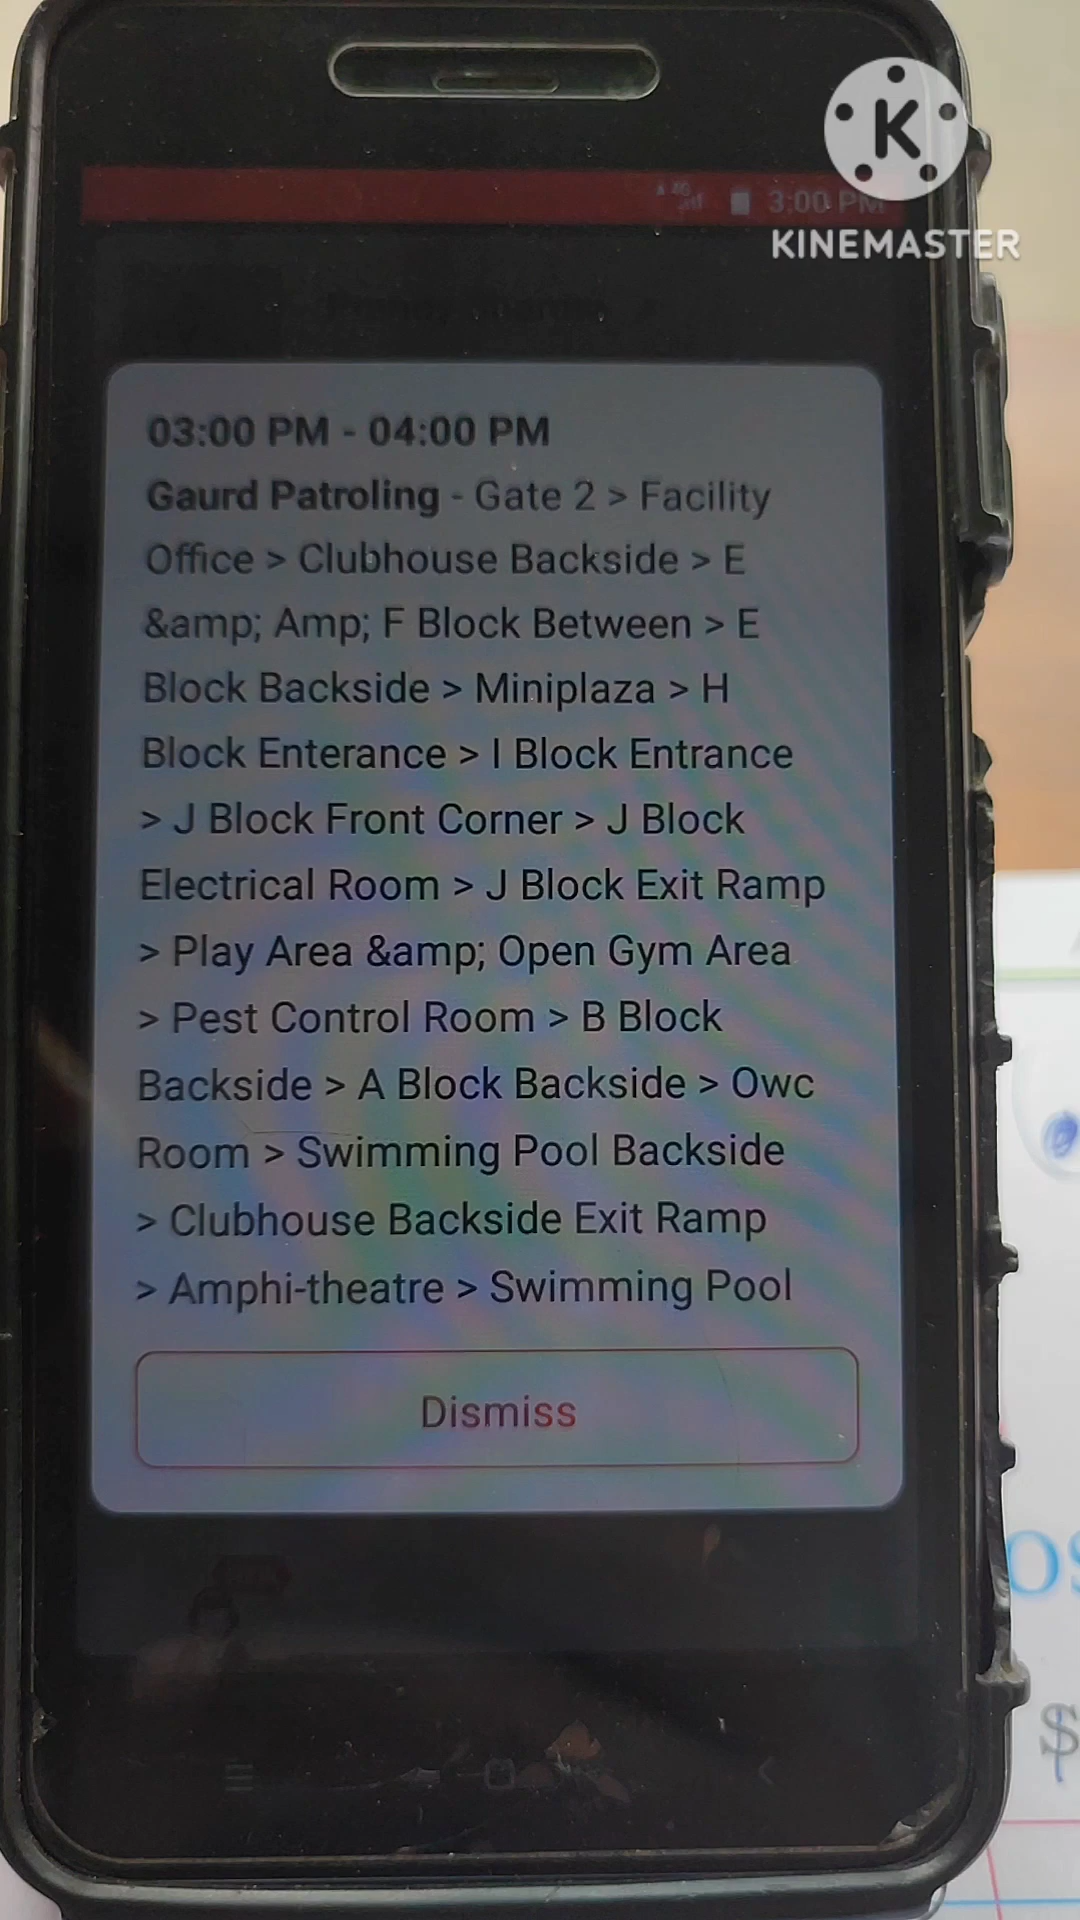 K
KINEMASTER
4G 3:00 PM
03:00 PM - 04:00 PM
Gaurd Patroling - Gate 2 > Facility
Office > Clubhouse Backside > E
&amp; Amp; F Block Between > E
Block Backside > Miniplaza > H
Block Enterance > I Block Entrance
> J Block Front Corner > J Block
Electrical Room > J Block Exit Ramp
> Play Area &amp; Open Gym Area
> Pest Control Room > B Block
Backside > A Block Backside > Owc
Room > Swimming Pool Backside
> Clubhouse Backside Exit Ramp
> Amphi-theatre > Swimming Pool
Dismiss